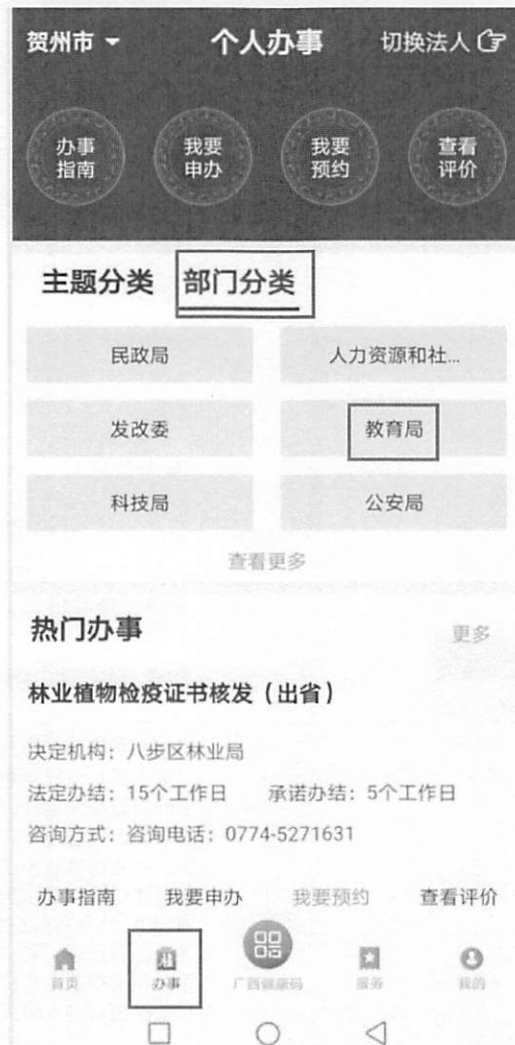 贺州市 个人办事 切换法人
办事指南 我要申办 我要预约 查看评价
主题分类 部门分类
民政局 人力资源和社...
发改委 教育局
科技局 公安局
查看更多
热门办事 更多
林业植物检疫证书核发（出省）
决定机构：八步区林业局
法定办结：15个工作日 承诺办结：5个工作日
咨询方式：咨询电话：0774-5271631
办事指南 我要申办 我要预约 查看评价
首页 办事 广西健康码 服务 我的